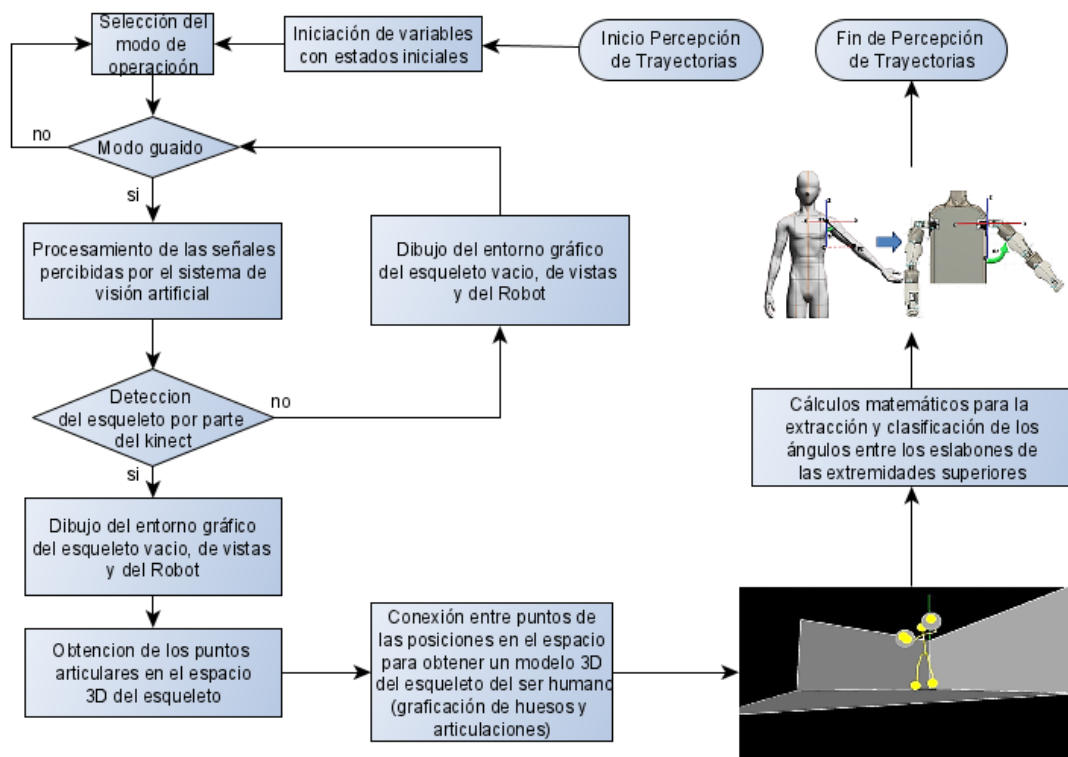 Selección del
modo de
operacioón
Iniciación de variables
con estados iniciales
Inicio Percepción
de Trayectorias
Fin de Percepción
de Trayectorias
no
Modo guaido
si
Procesamiento de las señales
percibidas por el sistema de
visión artificial
Dibujo del entorno gráfico
del esqueleto vacio, de vistas
y del Robot
Deteccion
del esqueleto por parte
del kinect
no
si
Dibujo del entorno gráfico
del esqueleto vacio, de vistas
y del Robot
Obtencion de los puntos
articulares en el espacio
3D del esqueleto
Conexión entre puntos de
las posiciones en el espacio
para obtener un modelo 3D
del esqueleto del ser humano
(graficación de huesos y
articulaciones)
Cálculos matemáticos para la
extracción y clasificación de los
ángulos entre los eslabones de
las extremidades superiores